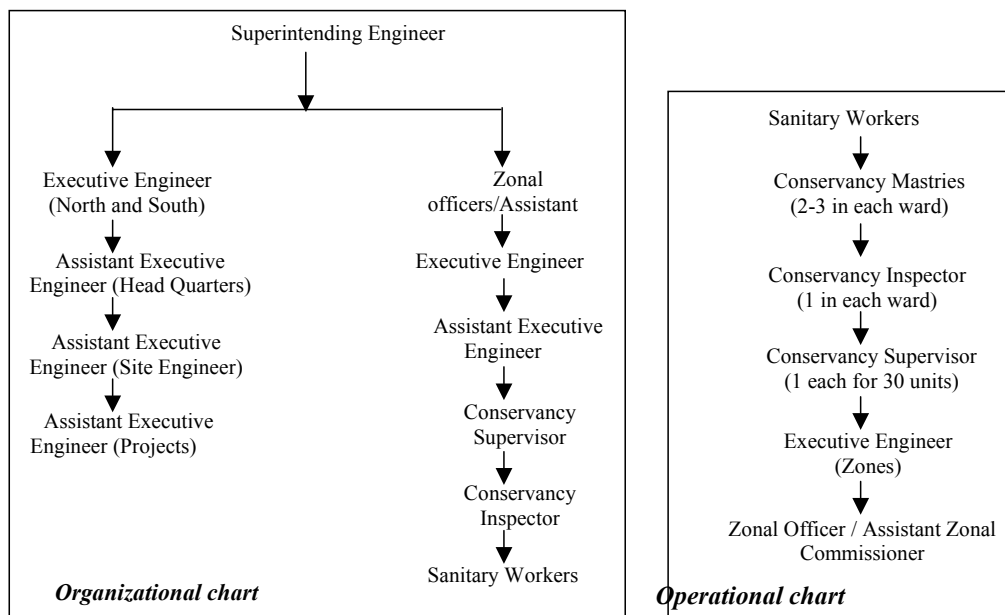 Superintending Engineer
Executive Engineer
(North and South)
Assistant Executive
Engineer (Head Quarters)
Assistant Executive
Engineer (Site Engineer)
Assistant Executive
Engineer (Projects)
Zonal
officers/Assistant
Executive Engineer
Assistant Executive
Engineer
Conservancy
Supervisor
Conservancy
Inspector
Sanitary Workers
Organizational chart
Sanitary Workers
Conservancy Mastries
(2-3 in each ward)
Conservancy Inspector
(1 in each ward)
Conservancy Supervisor
(1 each for 30 units)
Executive Engineer
(Zones)
Zonal Officer / Assistant Zonal
Commissioner
Operational chart